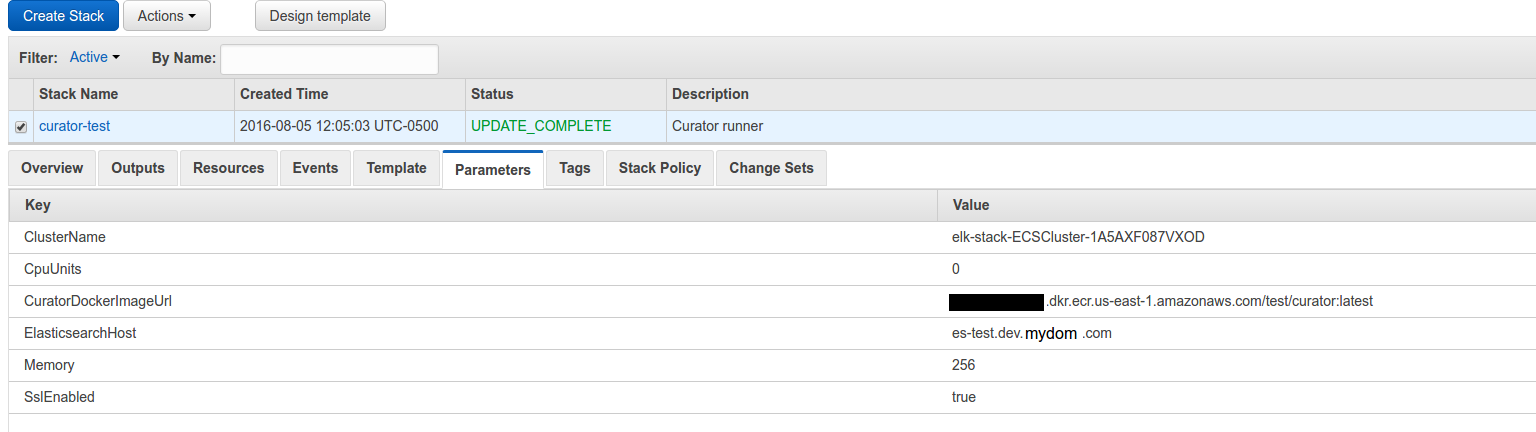 Create Stack Actions Design template
Filter: Active By Name:
Stack Name Created Time Status Description
curator-test 2016-08-05 12:05:03 UTC-0500 UPDATE_COMPLETE Curator runner
Overview Outputs Resources Events Template Parameters Tags Stack Policy Change Sets
Key Value
ClusterName elk-stack-ECSCluster-1A5AXF087VXOD
CpuUnits 0
CuratorDockerImageUrl .dkr.ecr.us-east-1.amazonaws.com/test/curator:latest
ElasticsearchHost es-test.dev.mydom .com
Memory 256
SslEnabled true